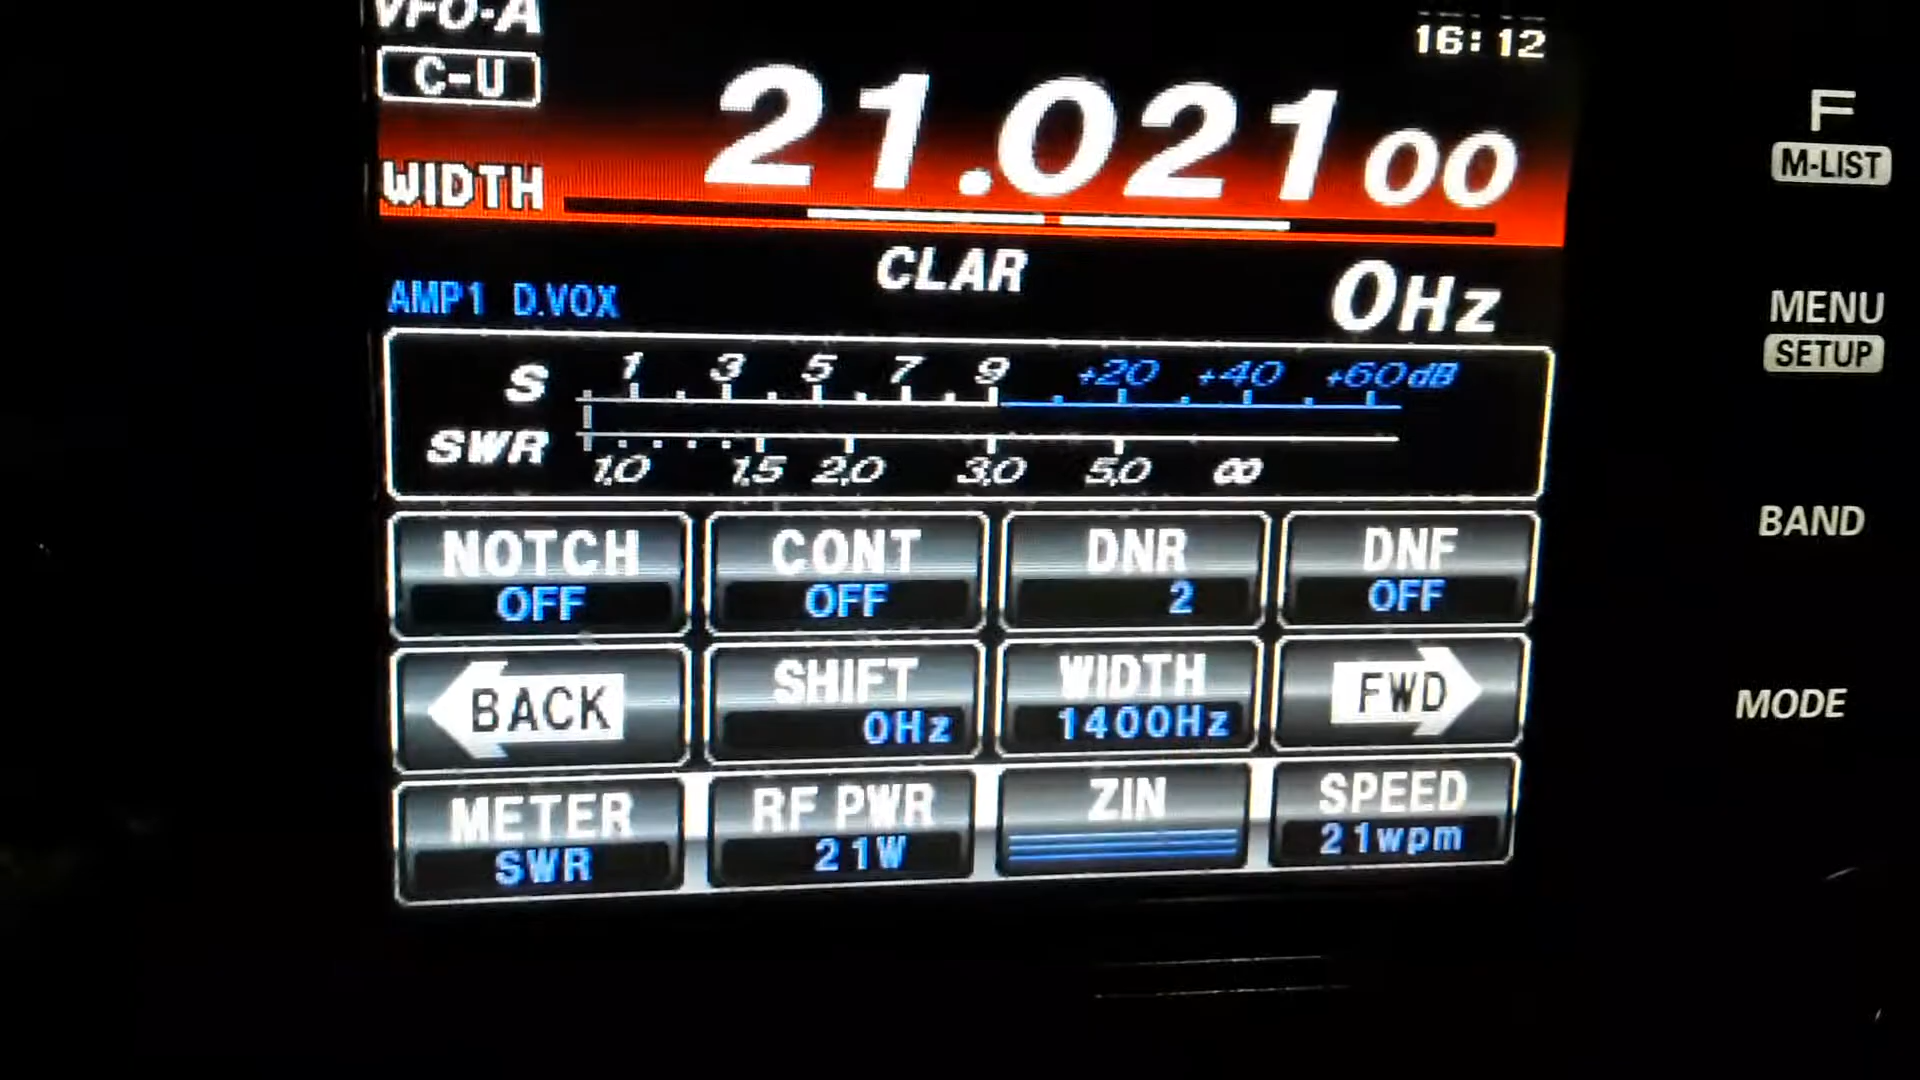 VFO-A
16:12
C-U
21.02100
WIDTH
CLAR 0Hz
AMP1 D.VOX
S 1 3 5 7 9 +20 +40 +60dB
SWR 1.0 1.5 2.0 3.0 5.0 ∞
NOTCH CONT DNR DNF
OFF OFF 2 OFF
BACK SHIFT WIDTH FWD
0Hz 1400Hz
METER RF PWR ZIN SPEED
SWR 21W 21wpm
F
M-LIST
MENU
SETUP
BAND
MODE